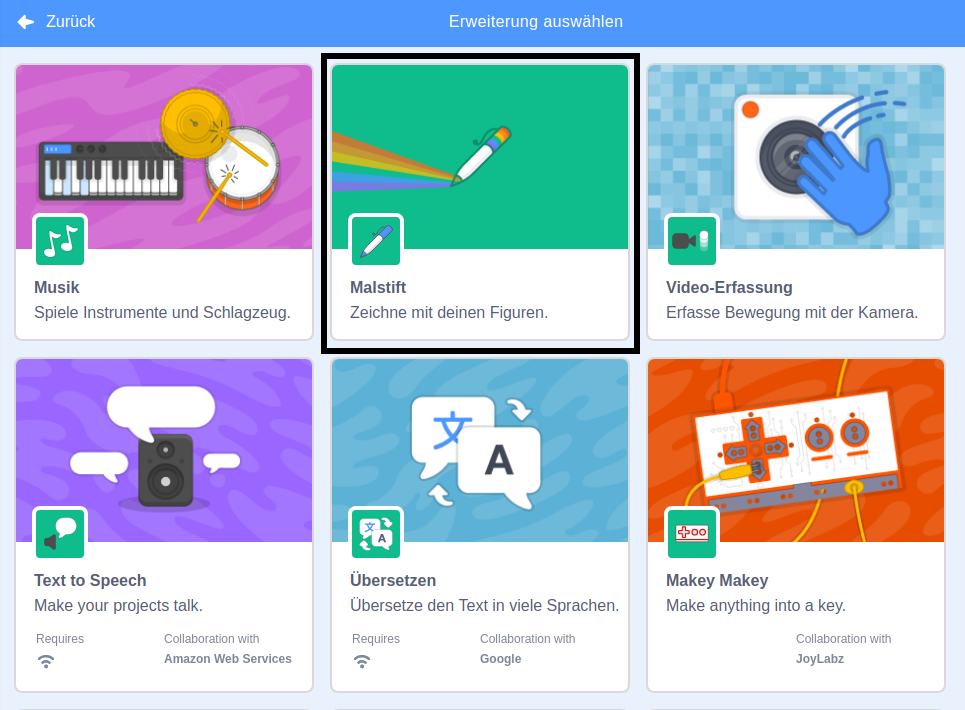 Zurück
Erweiterung auswählen
Musik
Spiele Instrumente und Schlagzeug.
Malstift
Zeichne mit deinen Figuren.
Video-Erfassung
Erfasse Bewegung mit der Kamera.
Text to Speech
Make your projects talk.
Requires
Collaboration with
Amazon Web Services
文
A
文
A
Übersetzen
Übersetze den Text in viele Sprachen.
Requires
Collaboration with
Google
Makey Makey
Make anything into a key.
Collaboration with
JoyLabz